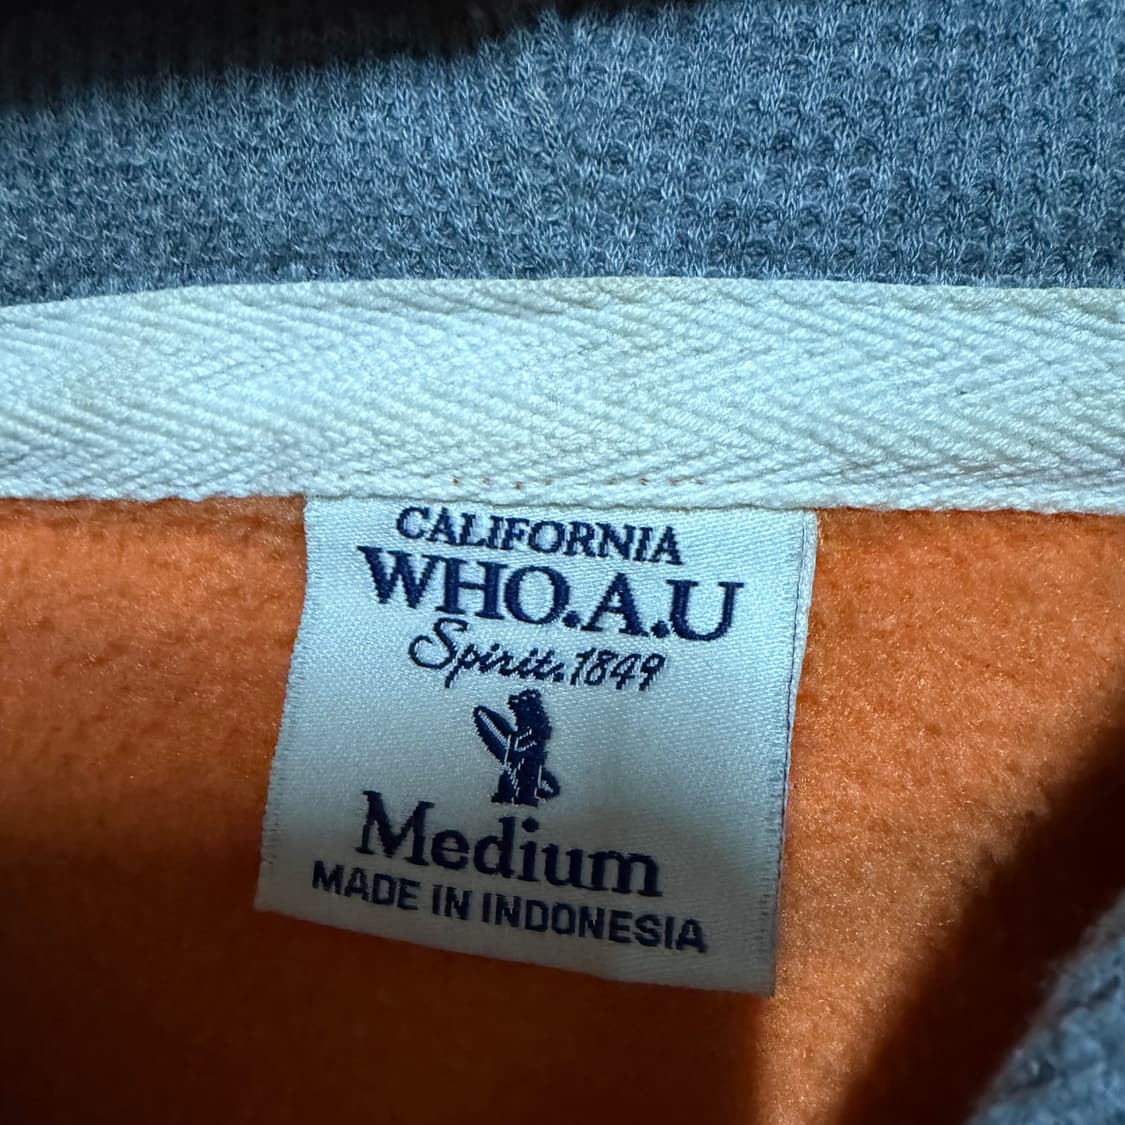 CALIFORNIA
WHO.A.U
Spirit.1849
Medium
MADE IN INDONESIA